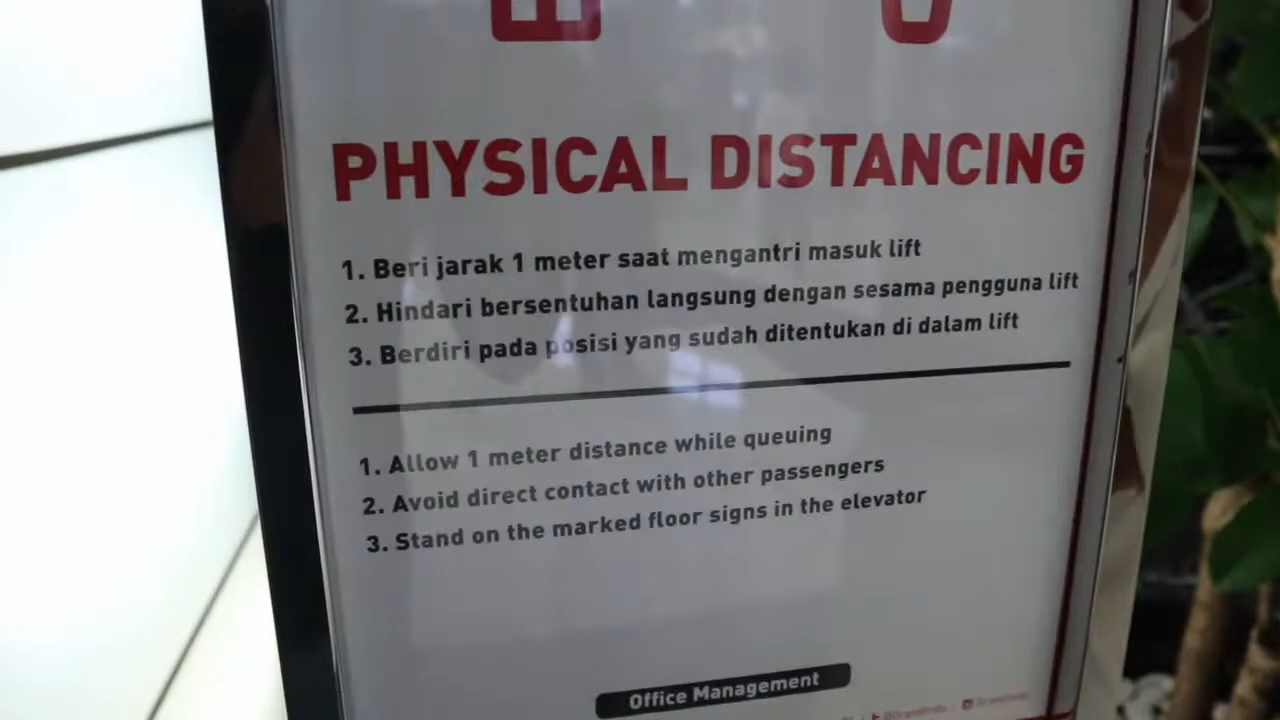 PHYSICAL DISTANCING
1. Beri jarak 1 meter saat mengantri masuk lift
2. Hindari bersentuhan langsung dengan sesama pengguna lift
3. Berdiri pada posisi yang sudah ditentukan di dalam lift
1. Allow 1 meter distance while queuing
2. Avoid direct contact with other passengers
3. Stand on the marked floor signs in the elevator
Office Management